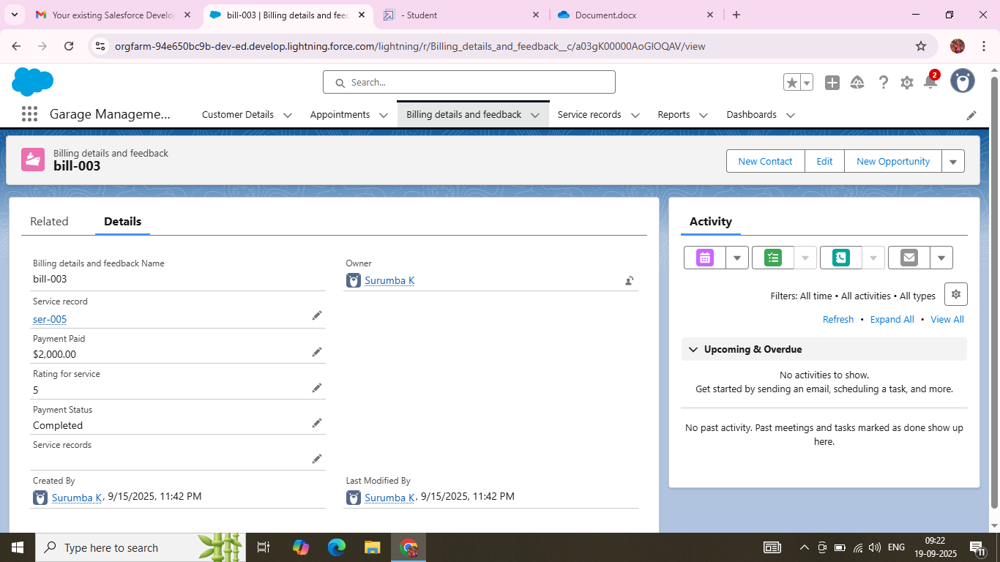 Your existing Salesforce Develo
bill-003 | Billing details and feed
- Student
Document.docx
orgfarm-94e650bc9b-dev-ed.develop.lightning.force.com/lightning/r/Billing_details_and_feedback__c/a03gK00000AoGlOQAV/view
Search...
2
Garage Manageme...
Customer Details
Appointments
Billing details and feedback
Service records
Reports
Dashboards
Billing details and feedback
bill-003
New Contact
Edit
New Opportunity
Related
Details
Billing details and feedback Name
bill-003
Owner
Surumba K
Service record
ser-005
Payment Paid
$2,000.00
Rating for service
5
Payment Status
Completed
Service records
Created By
Surumba K, 9/15/2025, 11:42 PM
Last Modified By
Surumba K, 9/15/2025, 11:42 PM
Activity
Filters: All time • All activities • All types
Refresh • Expand All • View All
Upcoming & Overdue
No activities to show.
Get started by sending an email, scheduling a task, and more.
No past activity. Past meetings and tasks marked as done show up
here.
Type here to search
ENG
09:22
19-09-2025
11